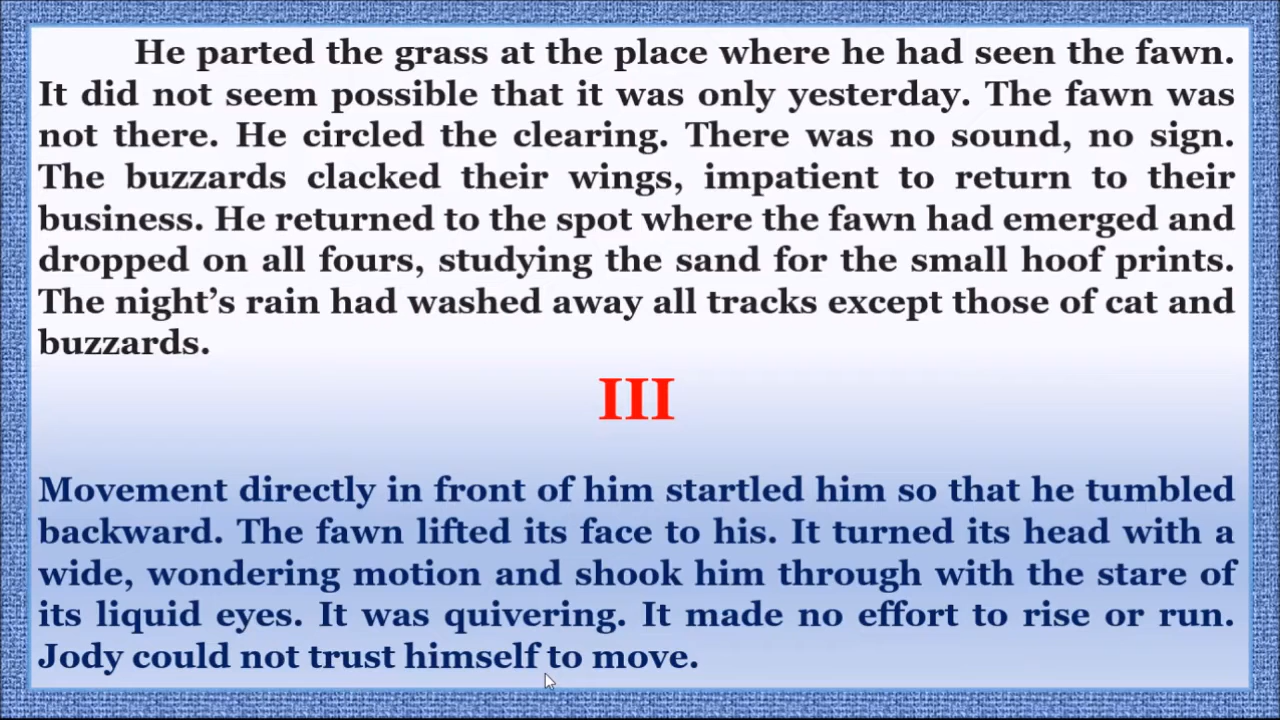 He parted the grass at the place where he had seen the fawn.
It did not seem possible that it was only yesterday. The fawn was
not there. He circled the clearing. There was no sound, no sign.
The buzzards clacked their wings, impatient to return to their
business. He returned to the spot where the fawn had emerged and
dropped on all fours, studying the sand for the small hoof prints.
The night’s rain had washed away all tracks except those of cat and
buzzards.
III
Movement directly in front of him startled him so that he tumbled
backward. The fawn lifted its face to his. It turned its head with a
wide, wondering motion and shook him through with the stare of
its liquid eyes. It was quivering. It made no effort to rise or run.
Jody could not trust himself to move.